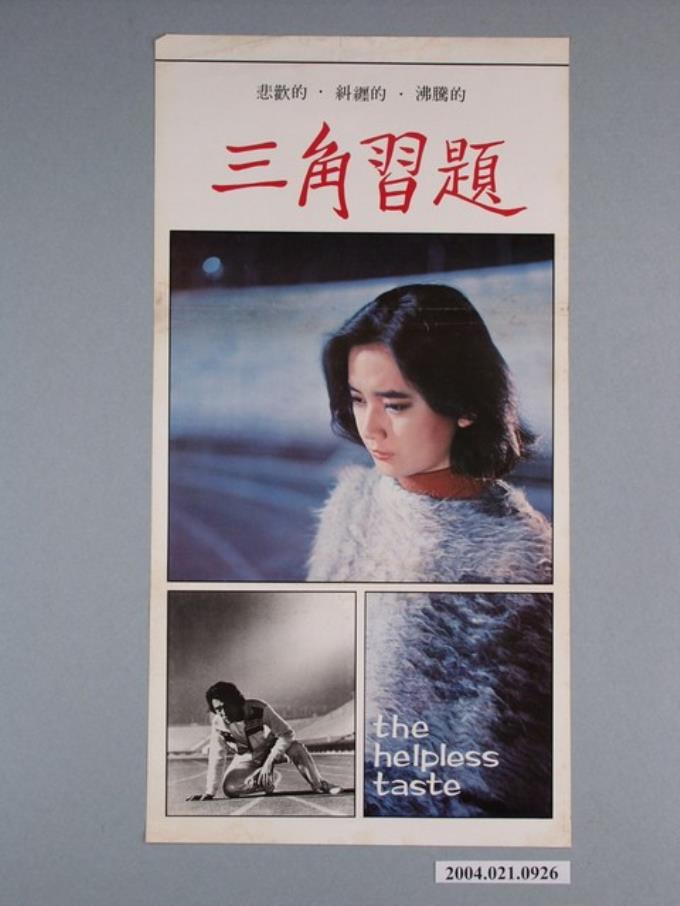 悲歡的・糾纏的・沸騰的
三角習題
the
helpless
taste
2004.021.0926